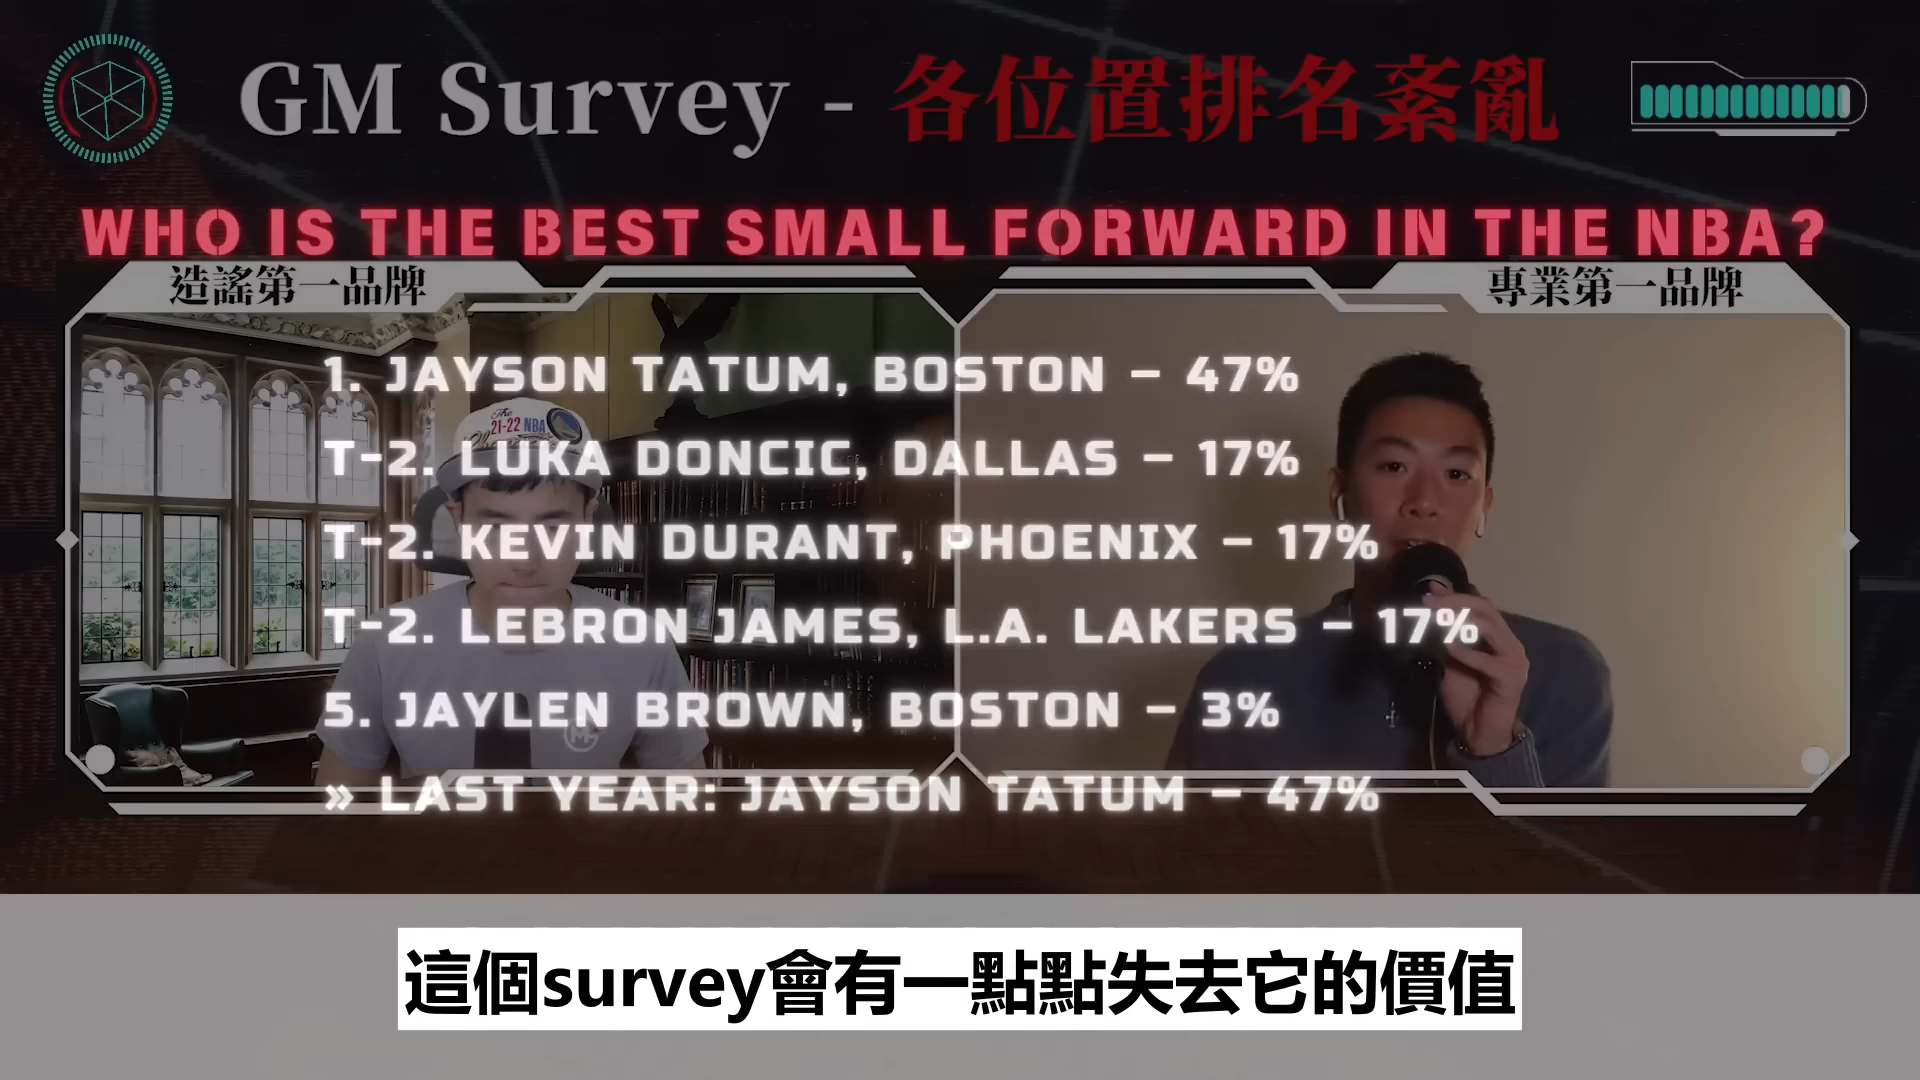 GM Survey - 各位置排名紊亂
WHO IS THE BEST SMALL FORWARD IN THE NBA?
造謠第一品牌
專業第一品牌
1. JAYSON TATUM, BOSTON – 47%
The
21-22 NBA
T-2. LUKA DONCIC, DALLAS – 17%
T-2. KEVIN DURANT, PHOENIX – 17%
T-2. LEBRON JAMES, L.A. LAKERS – 17%
5. JAYLEN BROWN, BOSTON – 3%
» LAST YEAR: JAYSON TATUM – 47%
這個survey會有一點點失去它的價值